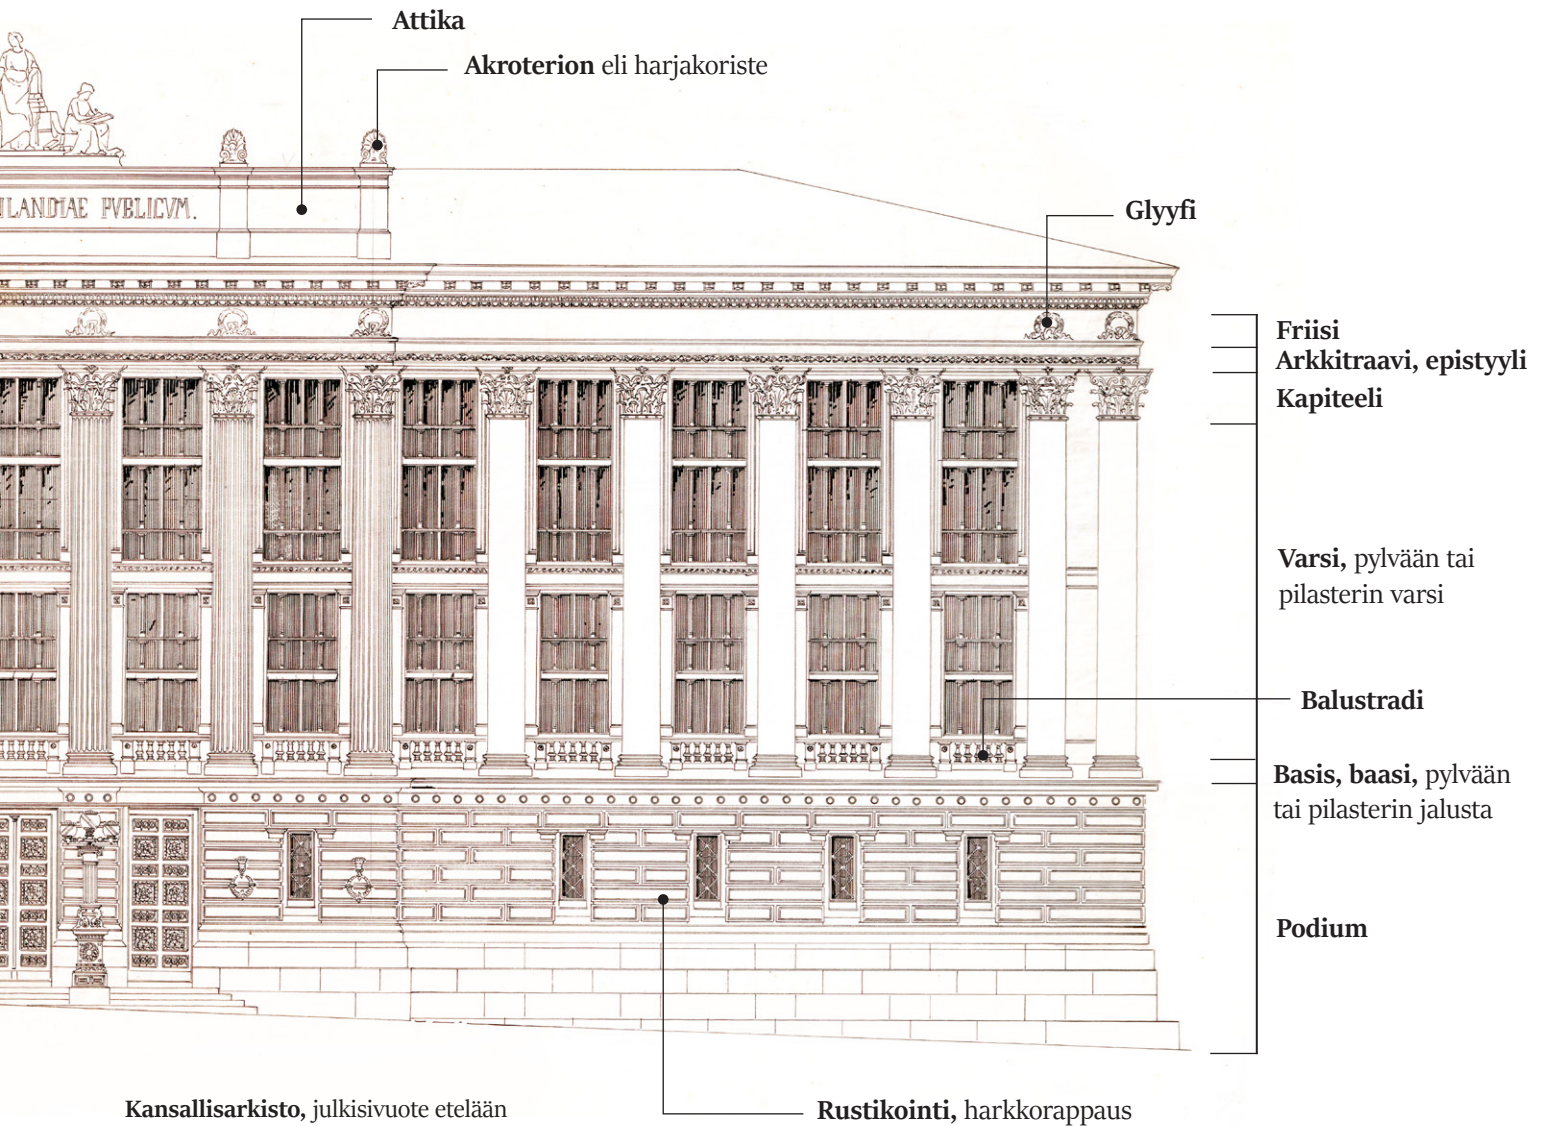 Attika
Akroterion eli harjakoriste
LANDIAE PVBLICVM.
Glyyfi
Friisi
Arkkitraavi, epistyyli
Kapiteeli
Varsi, pylvään tai
pilasterin varsi
Balustradi
Basis, baasi, pylvään
tai pilasterin jalusta
Podium
Kansallisarkisto, julkisivuote etelään
Rustikointi, harkkorappaus